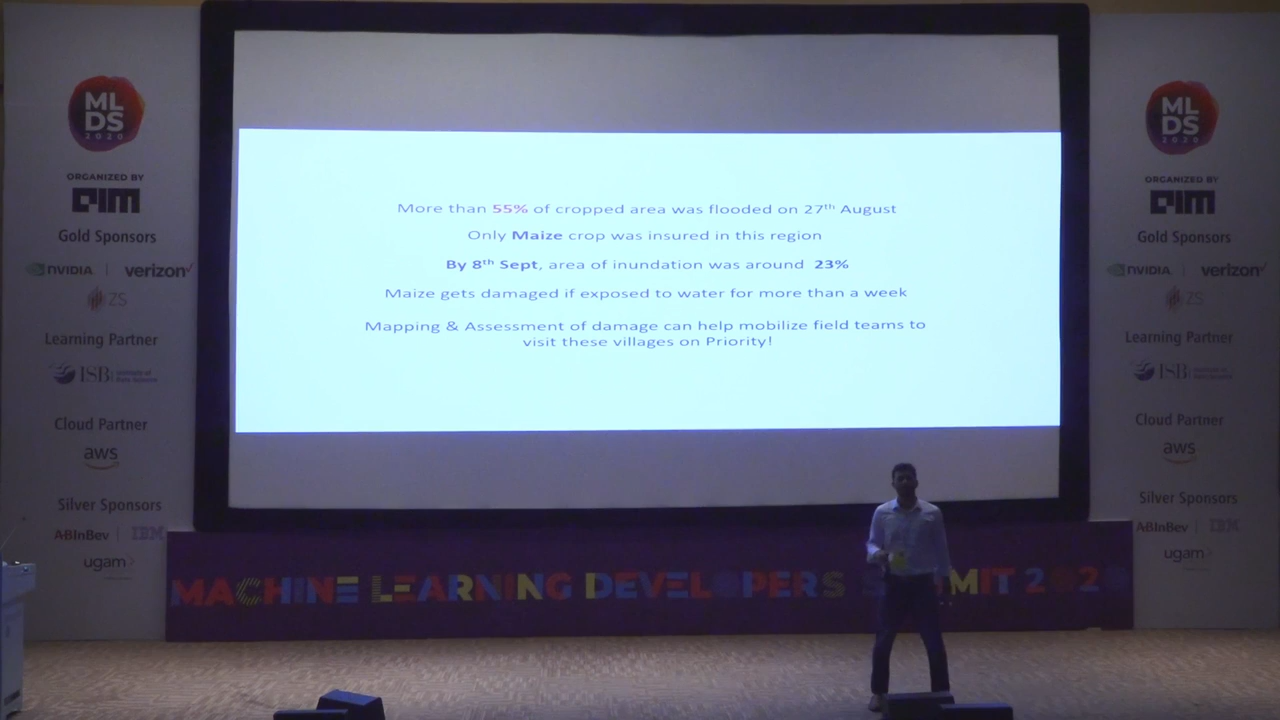 ML
DS
2020
ORGANIZED BY
AIM
Gold Sponsors
NVIDIA
verizon
ZS
Learning Partner
ISB
Cloud Partner
aws
Silver Sponsors
ABInBev
IBM
ugam
More than 55% of cropped area was flooded on 27th August
Only Maize crop was insured in this region
By 8th Sept, area of inundation was around 23%
Maize gets damaged if exposed to water for more than a week
Mapping & Assessment of damage can help mobilize field teams to
visit these villages on Priority!
MACHINE LEARNING DEVELOPERS S MMIT 2020
ML
DS
2020
ORGANIZED BY
AIM
Gold Sponsors
NVIDIA
verizon
ZS
Learning Partner
ISB
Cloud Partner
aws
Silver Sponsors
ABInBev
IBM
ugam